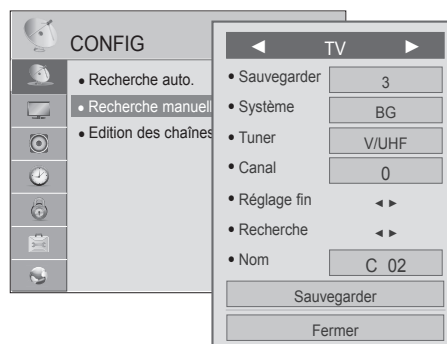 CONFIG
• Recherche auto.
• Recherche manuell
• Edition des chaînes
◄ TV ►
• Sauvegarder 3
• Système BG
• Tuner V/UHF
• Canal 0
• Réglage fin ◄ ►
• Recherche ◄ ►
• Nom C 02
Sauvegarder
Fermer